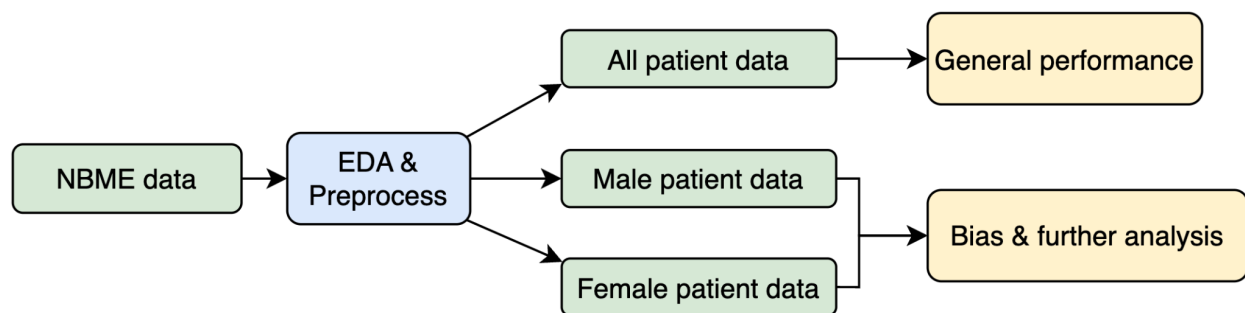 NBME data
EDA &
Preprocess
All patient data
Male patient data
Female patient data
General performance
Bias & further analysis